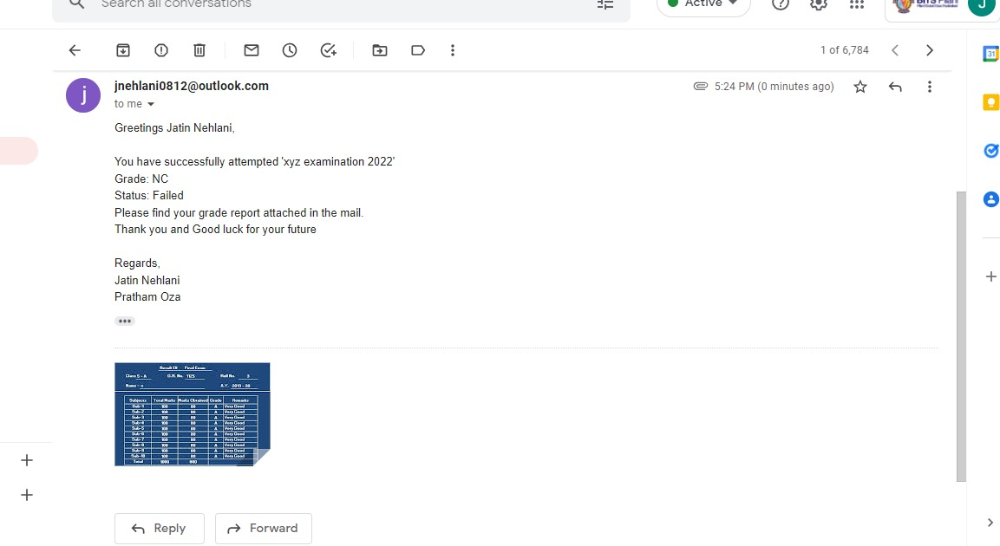 Search all conversations
Active
BITS Pilani
J
1 of 6,784
31
j
jnehlani0812@outlook.com
5:24 PM (0 minutes ago)
to me
Greetings Jatin Nehlani,
You have successfully attempted 'xyz examination 2022'
Grade: NC
Status: Failed
Please find your grade report attached in the mail.
Thank you and Good luck for your future
Regards,
Jatin Nehlani
Pratham Oza
Result Of Final Exam
Class 5 - A G.R. No. 1125 Roll No. 3
Name - A.Y. 2019 - 20
Subjects Total Marks Marks Obtained Grade Remarks
Sub-1 100 80 A Very Good
Sub-2 100 80 A Very Good
Sub-3 100 80 A Very Good
Sub-4 100 80 A Very Good
Sub-5 100 80 A Very Good
Sub-6 100 80 A Very Good
Sub-7 100 80 A Very Good
Sub-8 100 80 A Very Good
Sub-9 100 80 A Very Good
Sub-10 100 80 A Very Good
Total 1000 800
Reply
Forward